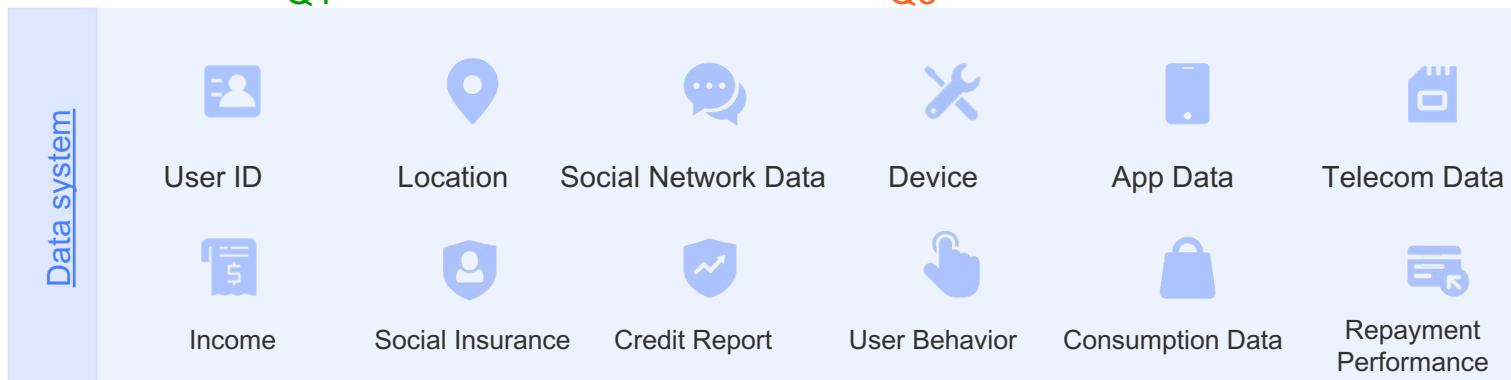 Data system
User ID
Location
Social Network Data
Device
App Data
Telecom Data
Income
Social Insurance
Credit Report
User Behavior
Consumption Data
Repayment
Performance